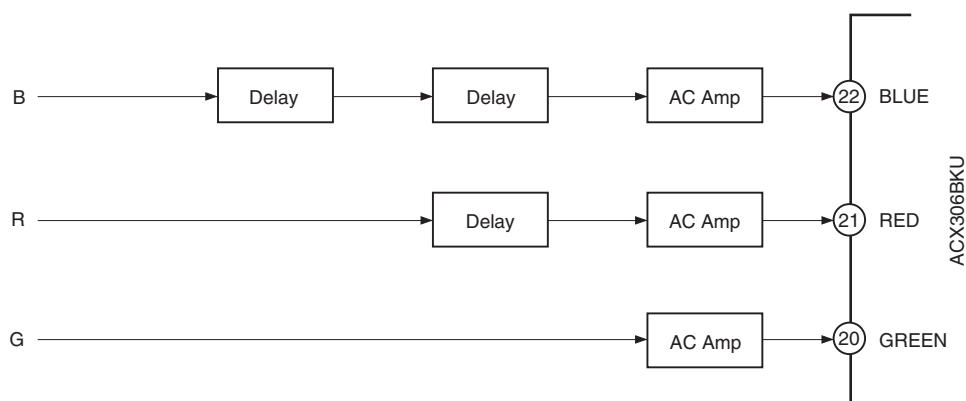 B
Delay
Delay
AC Amp
22
BLUE
R
Delay
AC Amp
21
RED
G
AC Amp
20
GREEN
ACX306BKU